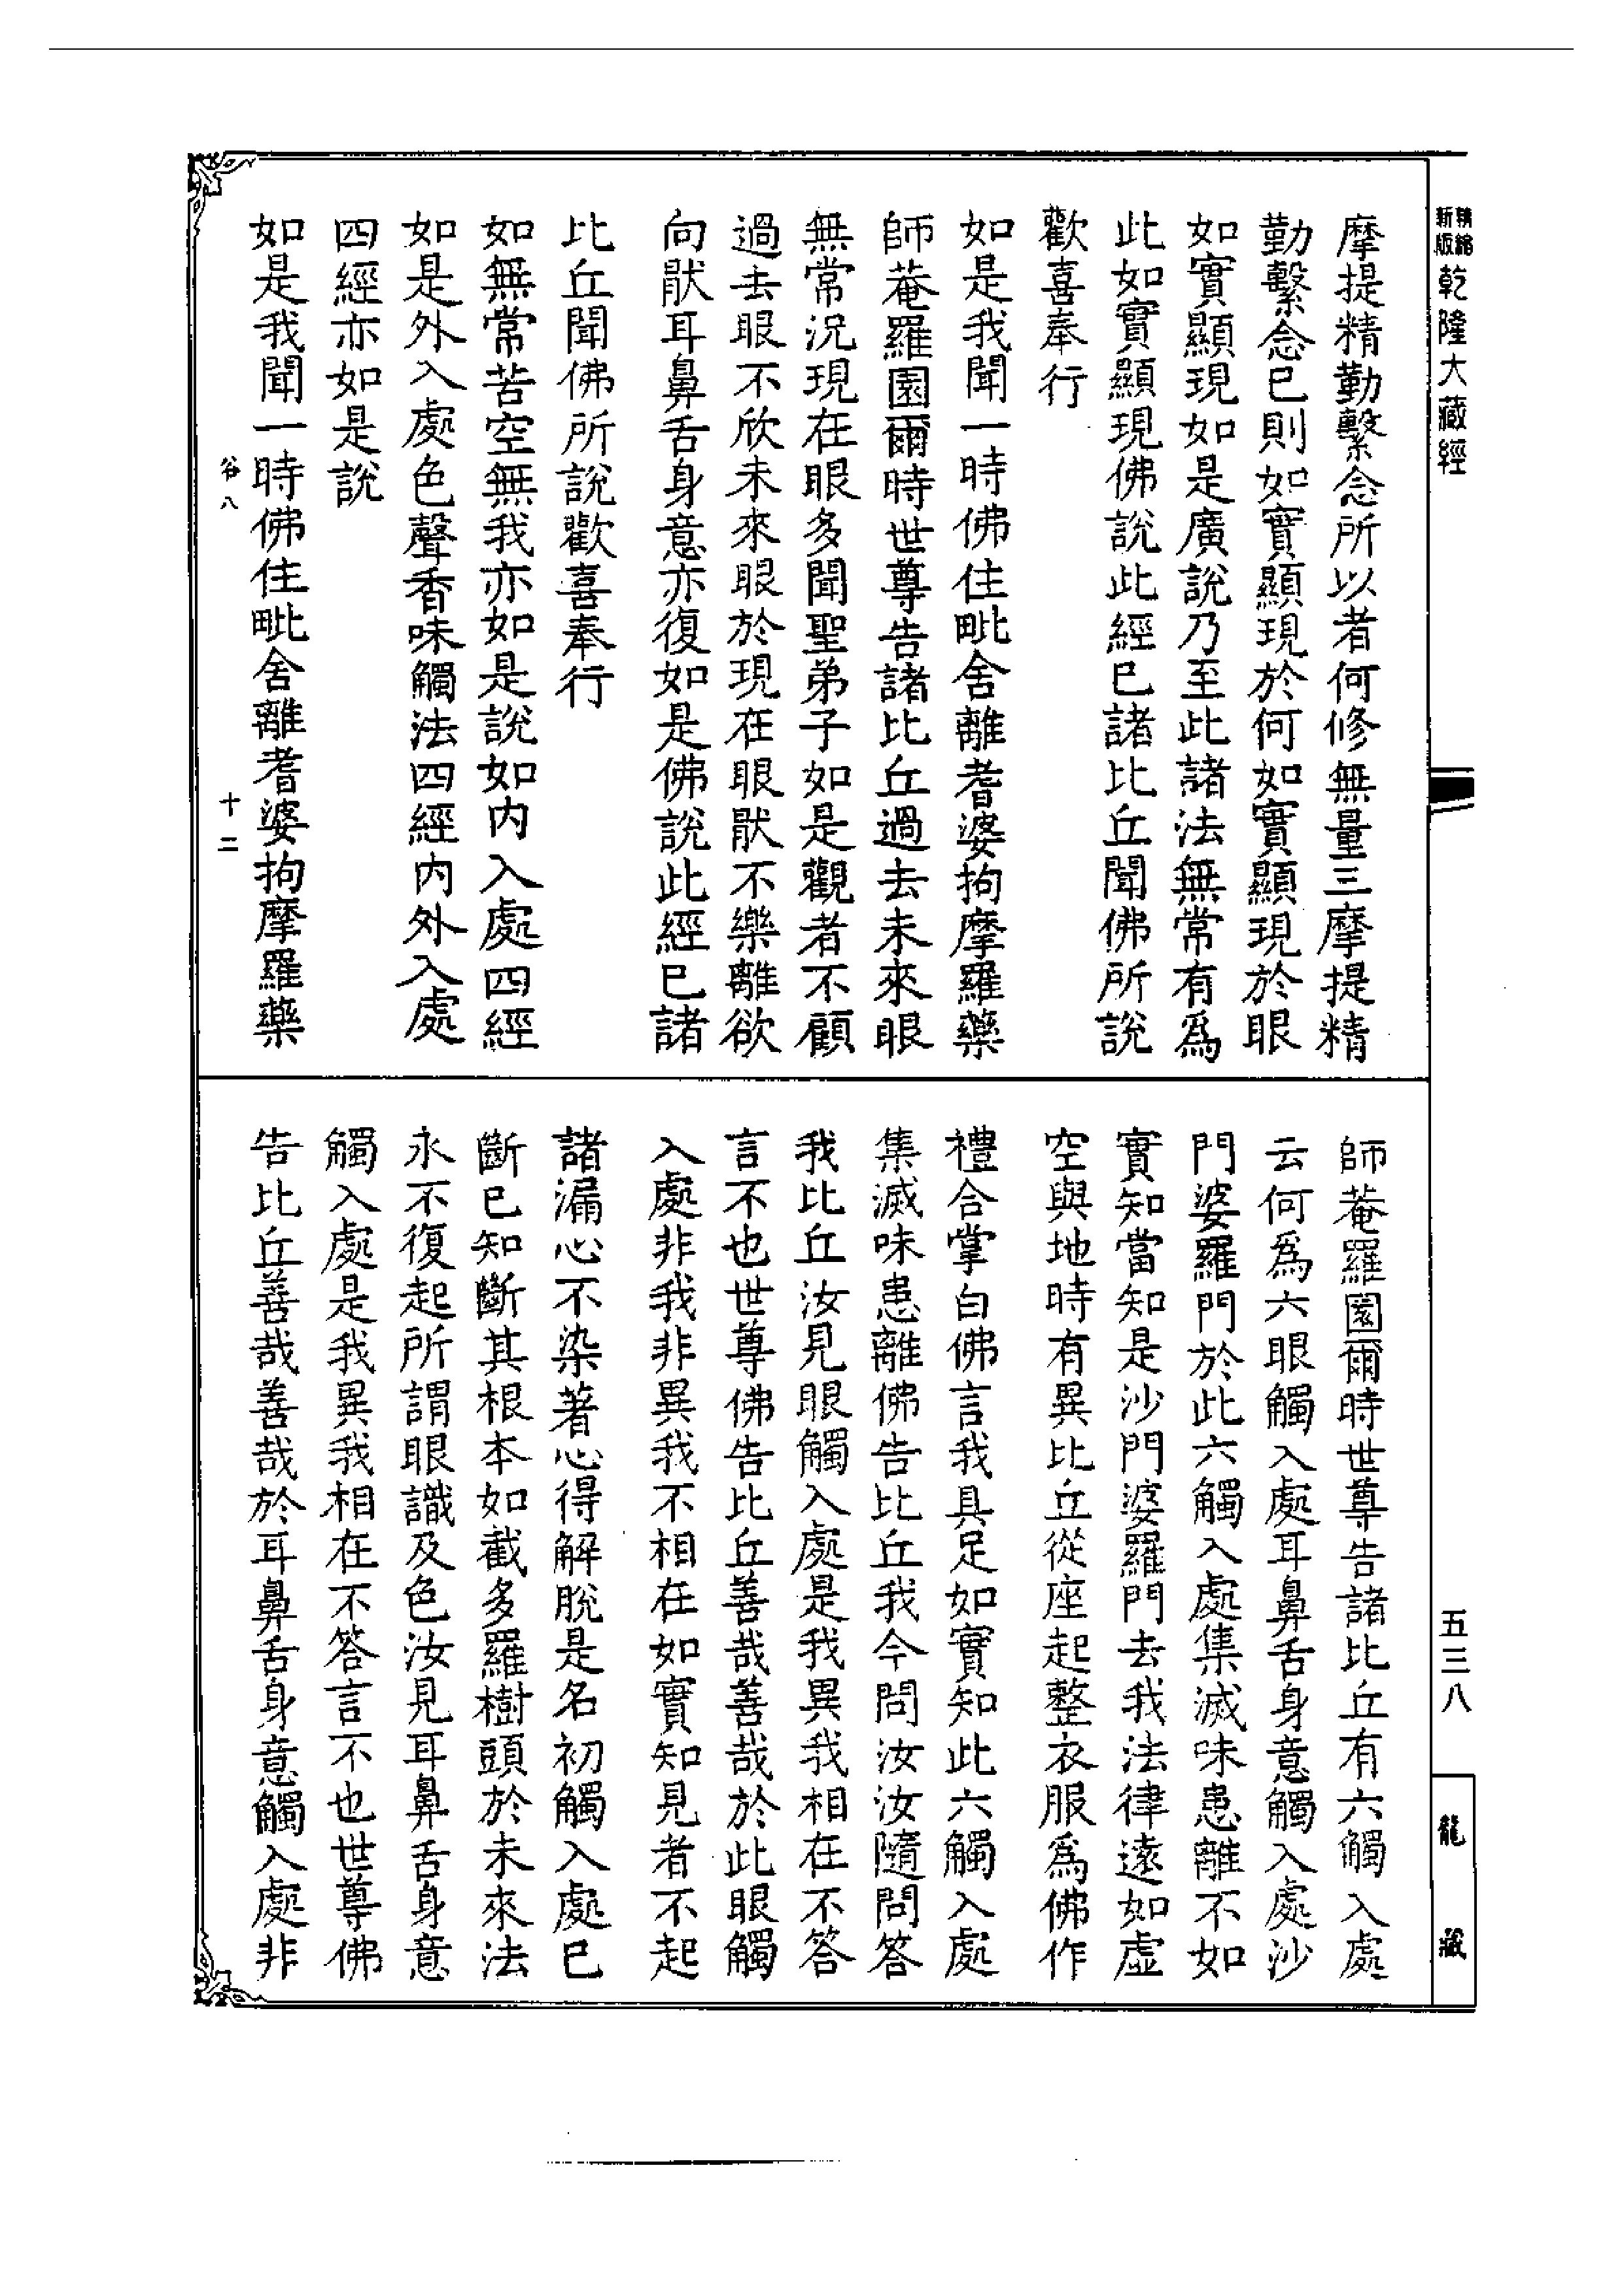 新版精縮乾隆大藏經
五三八
龍藏
摩提精勤繫念所以者何修無量三摩提精
勤繫念已則如實顯現於何如實顯現於眼
如實顯現如是廣說乃至此諸法無常有為
此如實顯現佛說此經已諸比丘聞佛所說
歡喜奉行
如是我聞一時佛住毗舍離耆婆拘摩羅藥
師菴羅園爾時世尊告諸比丘過去未來眼
無常況現在眼多聞聖弟子如是觀者不顧
過去眼不欣未來眼於現在眼厭不樂離欲
向厭耳鼻舌身意亦復如是佛說此經已諸
比丘聞佛所說歡喜奉行
如無常苦空無我亦如是說如內入處四經
如是外入處色聲香味觸法四經內外入處
四經亦如是說
如是我聞一時佛住毗舍離耆婆拘摩羅藥
谷八 十二
師菴羅園爾時世尊告諸比丘有六觸入處
云何為六眼觸入處耳鼻舌身意觸入處沙
門婆羅門於此六觸入處集滅味患離不如
實知當知是沙門婆羅門去我法律遠如虛
空與地時有異比丘從座起整衣服為佛作
禮合掌白佛言我具足如實知此六觸入處
集滅味患離佛告比丘我今問汝汝隨問答
我比丘汝見眼觸入處是我異我相在不答
言不也世尊佛告比丘善哉善哉於此眼觸
入處非我非異我不相在如實知見者不起
諸漏心不染著心得解脫是名初觸入處已
斷已知斷其根本如截多羅樹頭於未來法
永不復起所謂眼識及色汝見耳鼻舌身意
觸入處是我異我相在不答言不也世尊佛
告比丘善哉善哉於耳鼻舌身意觸入處非